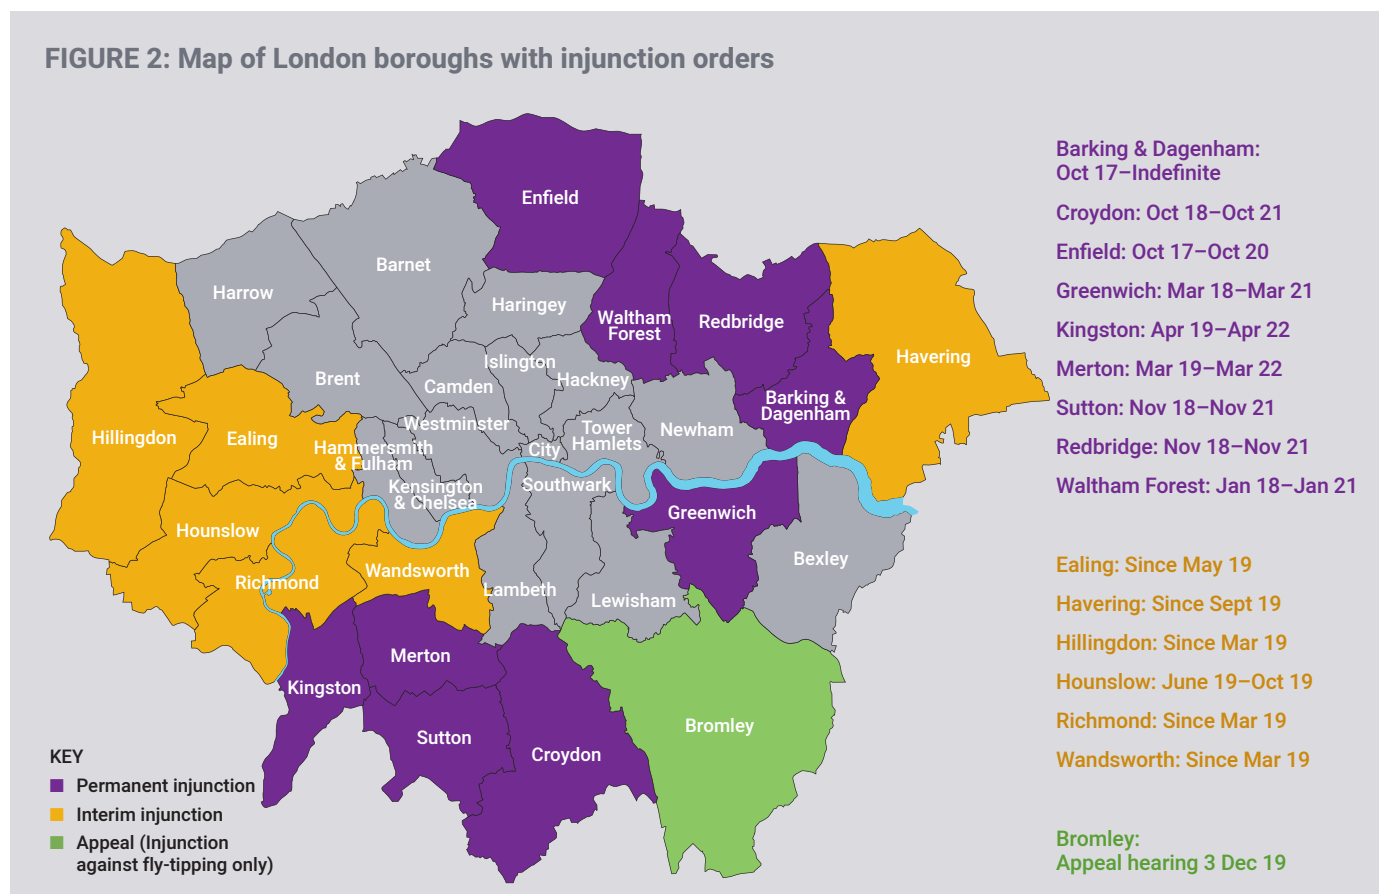 FIGURE 2: Map of London boroughs with injunction orders
Enfield
Barnet
Harrow
Haringey
Waltham
Forest
Redbridge
Havering
Islington
Brent
Camden
Hackney
Barking &
Dagenham
Westminster
Tower
Hamlets
Newham
Hillingdon
Ealing
Hammersmith
& Fulham
City
Kensington
& Chelsea
Southwark
Greenwich
Hounslow
Bexley
Richmond
Wandsworth
Lambeth
Lewisham
Merton
Kingston
Sutton
Croydon
Bromley
KEY
Permanent injunction
Interim injunction
Appeal (Injunction
against fly-tipping only)
Barking & Dagenham:
Oct 17–Indefinite
Croydon: Oct 18–Oct 21
Enfield: Oct 17–Oct 20
Greenwich: Mar 18–Mar 21
Kingston: Apr 19–Apr 22
Merton: Mar 19–Mar 22
Sutton: Nov 18–Nov 21
Redbridge: Nov 18–Nov 21
Waltham Forest: Jan 18–Jan 21
Ealing: Since May 19
Havering: Since Sept 19
Hillingdon: Since Mar 19
Hounslow: June 19–Oct 19
Richmond: Since Mar 19
Wandsworth: Since Mar 19
Bromley:
Appeal hearing 3 Dec 19